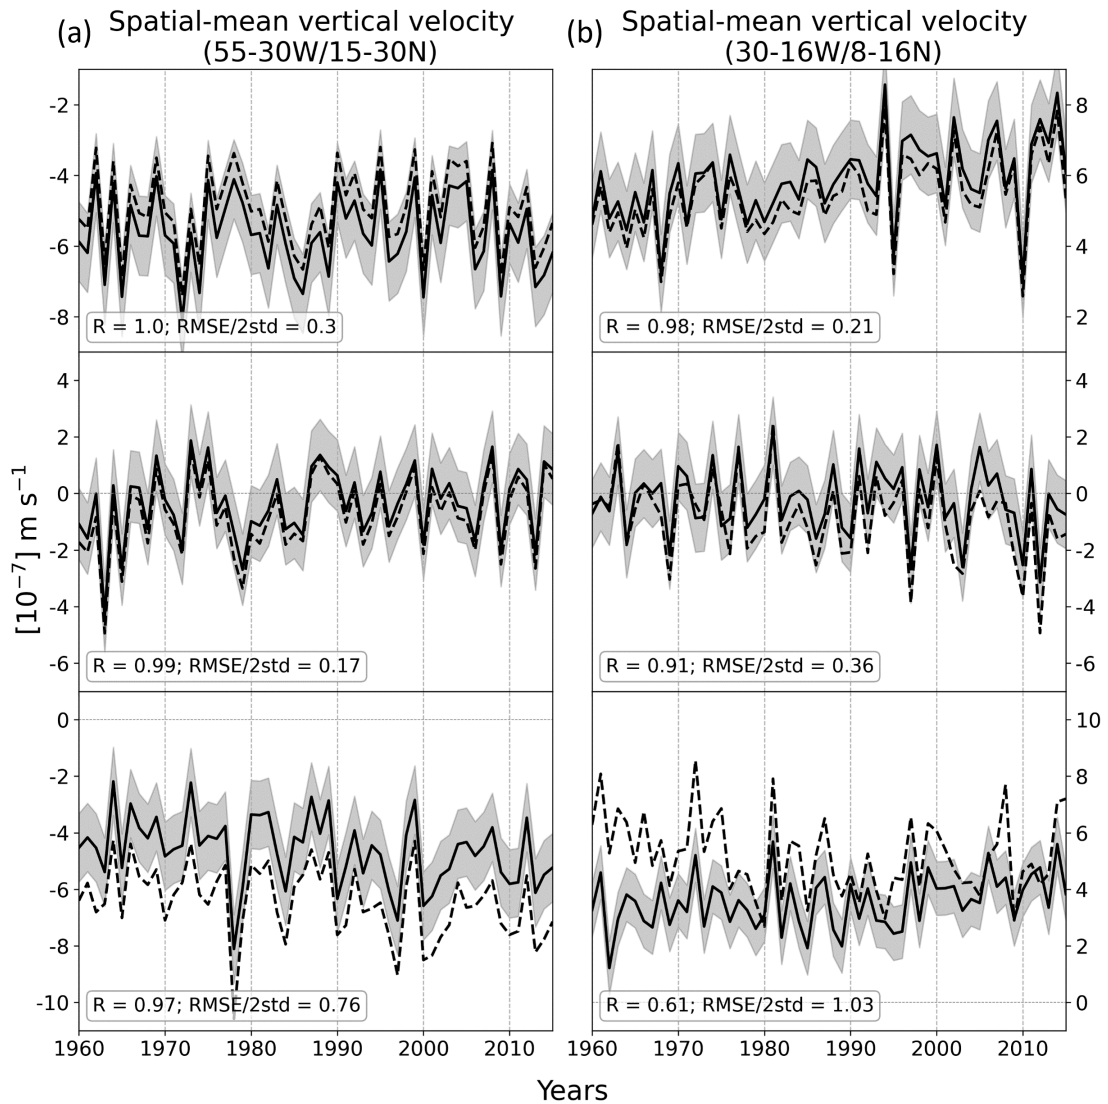 (a) Spatial-mean vertical velocity
(55-30W/15-30N)
(b) Spatial-mean vertical velocity
(30-16W/8-16N)
-2
-4
-6
-8
R = 1.0; RMSE/2std = 0.3
8
6
4
2
R = 0.98; RMSE/2std = 0.21
4
2
0
-2
-4
-6
R = 0.99; RMSE/2std = 0.17
4
2
0
-2
-4
-6
R = 0.91; RMSE/2std = 0.36
[10⁻⁷] m s⁻¹
0
-2
-4
-6
-8
-10
R = 0.97; RMSE/2std = 0.76
10
8
6
4
2
0
R = 0.61; RMSE/2std = 1.03
1960 1970 1980 1990 2000 2010
1960 1970 1980 1990 2000 2010
Years